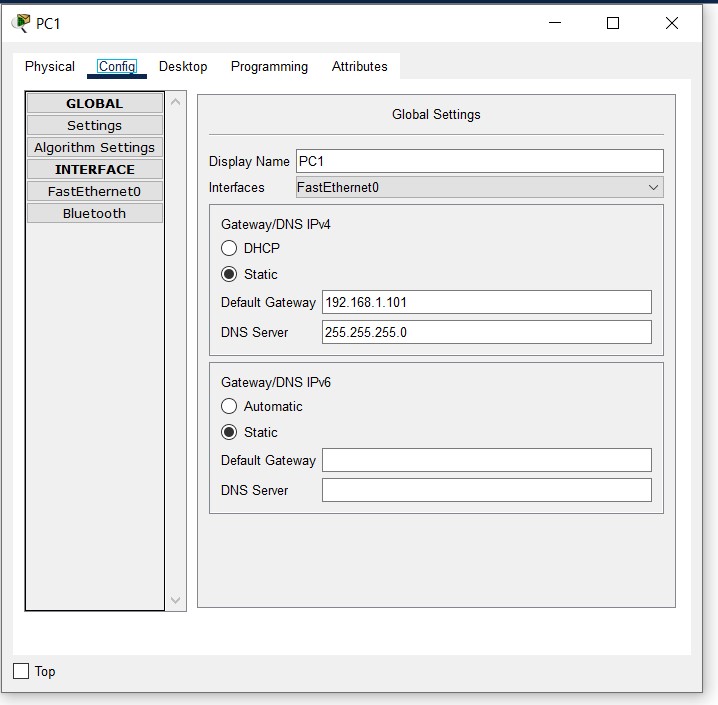 PC1
Physical Config Desktop Programming Attributes
GLOBAL
Settings
Algorithm Settings
INTERFACE
FastEthernet0
Bluetooth
Global Settings
Display Name PC1
Interfaces FastEthernet0
Gateway/DNS IPv4
DHCP
Static
Default Gateway 192.168.1.101
DNS Server 255.255.255.0
Gateway/DNS IPv6
Automatic
Static
Default Gateway
DNS Server
Top